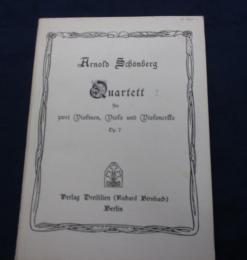 Arnold Schönberg
Quartett
für
zwei Violinen, Viola und Violoncello
Op. 7
Verlag Dreililien (Richard Birnbach)
Berlin